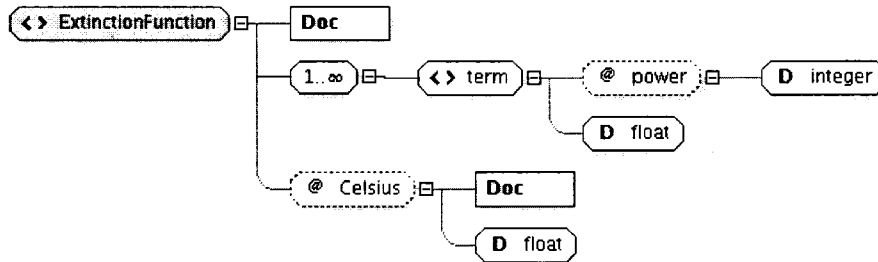 <> ExtinctionFunction
Doc
1..∞
<> term
@ power
D integer
D float
@ Celsius
Doc
D float